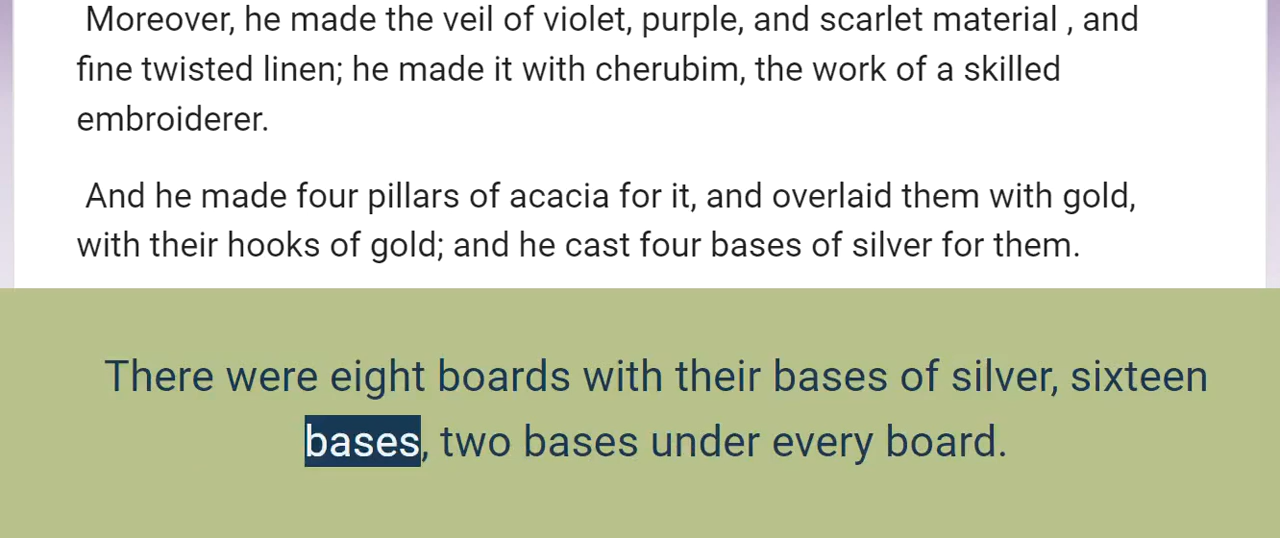 Moreover, he made the veil of violet, purple, and scarlet material , and
fine twisted linen; he made it with cherubim, the work of a skilled
embroiderer.
And he made four pillars of acacia for it, and overlaid them with gold,
with their hooks of gold; and he cast four bases of silver for them.
There were eight boards with their bases of silver, sixteen
bases, two bases under every board.